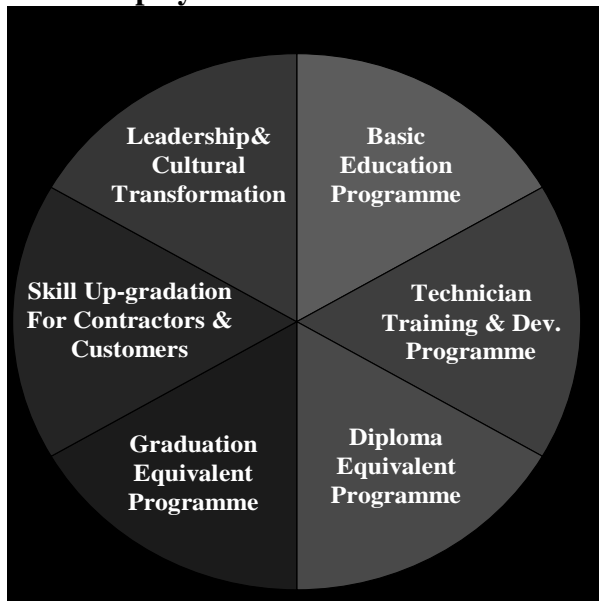 Leadership&
Cultural
Transformation
Basic
Education
Programme
Technician
Training & Dev.
Programme
Diploma
Equivalent
Programme
Graduation
Equivalent
Programme
Skill Up-gradation
For Contractors &
Customers